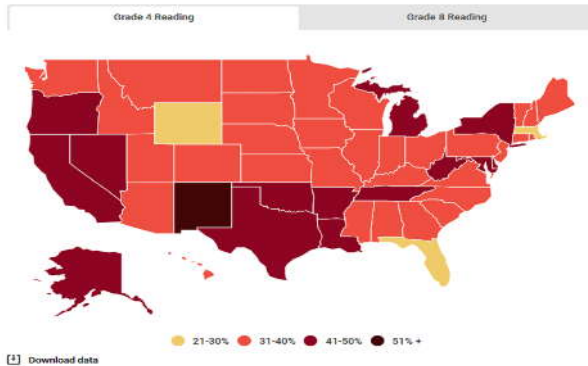 Grade 4 Reading
Grade 8 Reading
21-30%
31-40%
41-50%
51% +
Download data